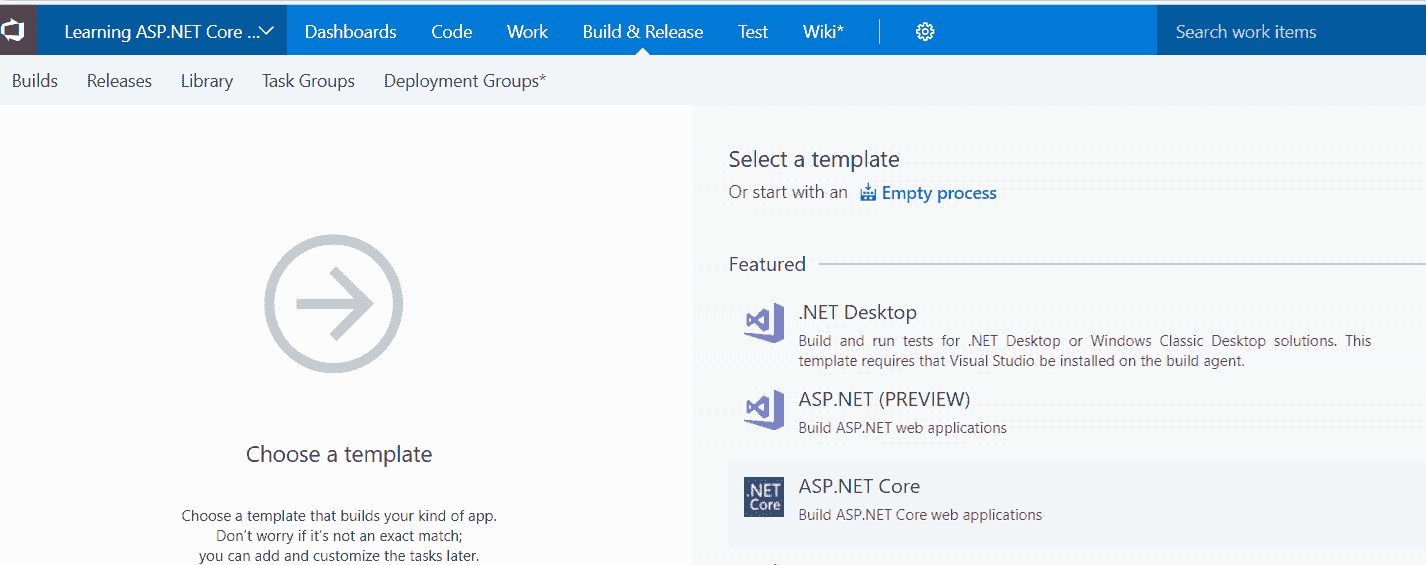 Learning ASP.NET Core ... Dashboards Code Work Build & Release Test Wiki* Search work items
Builds Releases Library Task Groups Deployment Groups*
Select a template
Or start with an Empty process
Featured
.NET Desktop
Build and run tests for .NET Desktop or Windows Classic Desktop solutions. This
template requires that Visual Studio be installed on the build agent.
ASP.NET (PREVIEW)
Build ASP.NET web applications
.NET
Core
ASP.NET Core
Build ASP.NET Core web applications
Choose a template
Choose a template that builds your kind of app.
Don't worry if it's not an exact match;
you can add and customize the tasks later.